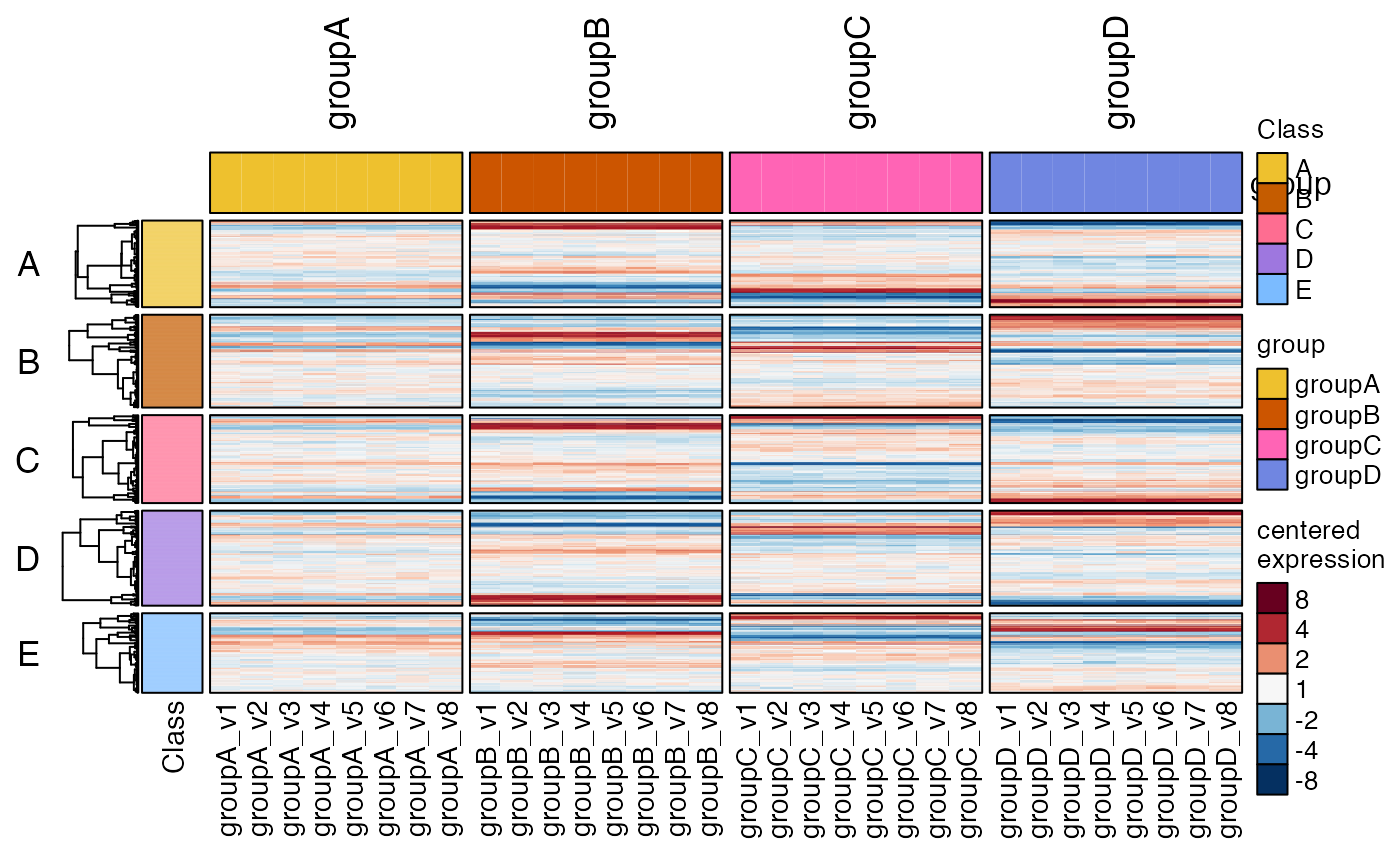 groupA
groupB
groupC
groupD
group
A
B
C
D
E
Class
groupA_v1
groupA_v2
groupA_v3
groupA_v4
groupA_v5
groupA_v6
groupA_v7
groupA_v8
groupB_v1
groupB_v2
groupB_v3
groupB_v4
groupB_v5
groupB_v6
groupB_v7
groupB_v8
groupC_v1
groupC_v2
groupC_v3
groupC_v4
groupC_v5
groupC_v6
groupC_v7
groupC_v8
groupD_v1
groupD_v2
groupD_v3
groupD_v4
groupD_v5
groupD_v6
groupD_v7
groupD_v8
Class
A
B
C
D
E
group
groupA
groupB
groupC
groupD
centered
expression
8
4
2
1
-2
-4
-8